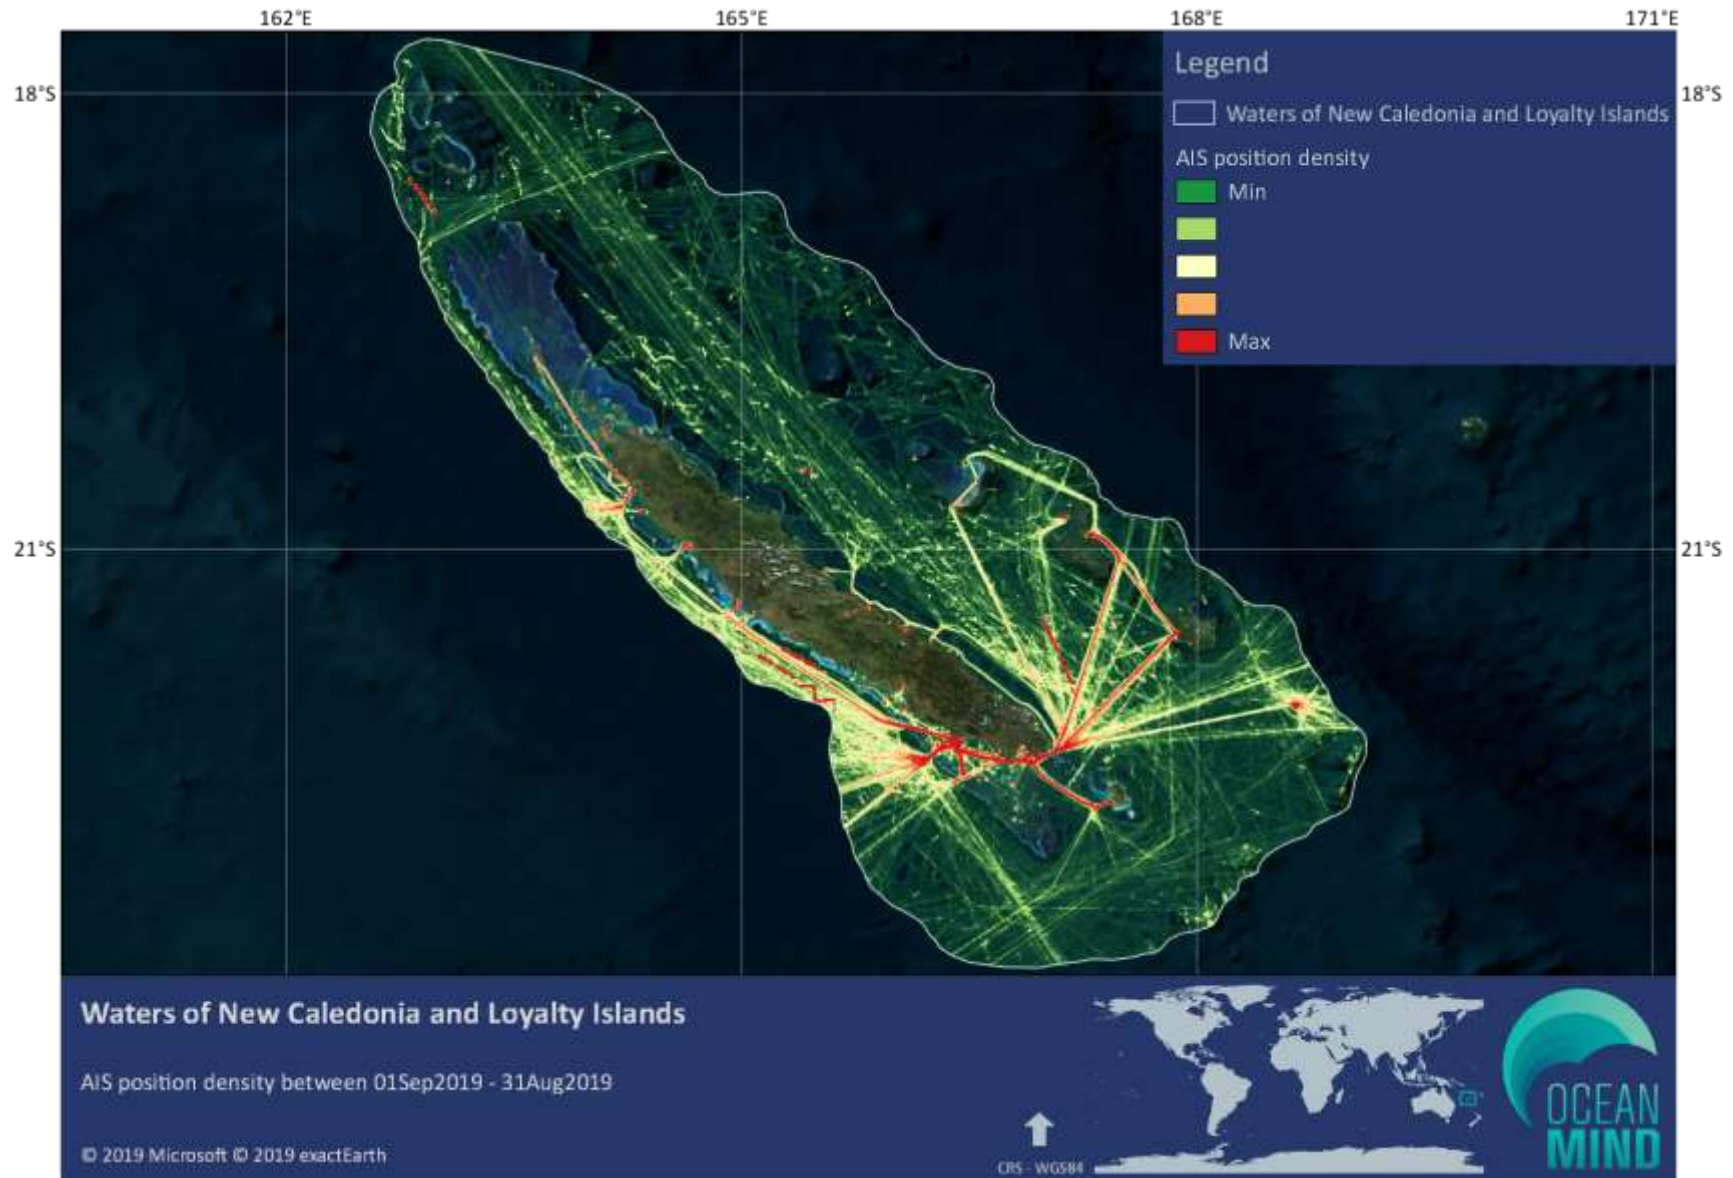 162°E 165°E 168°E 171°E
Legend
18°S 18°S
Waters of New Caledonia and Loyalty Islands
AIS position density
Min
Max
21°S 21°S
Waters of New Caledonia and Loyalty Islands
AIS position density between 01Sep2019 - 31Aug2019
© 2019 Microsoft © 2019 exactEarth
CRS - WGS84
OCEAN
MIND